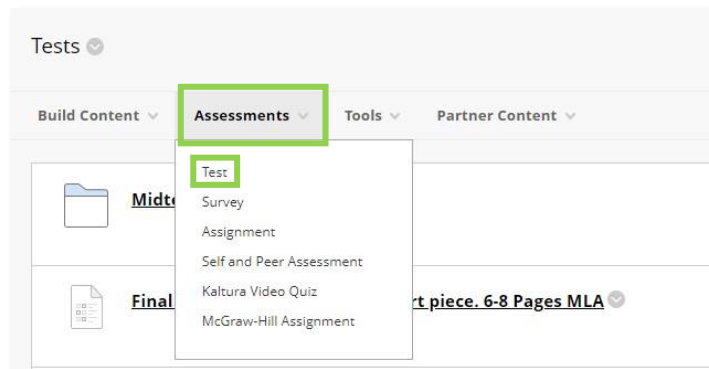 Tests
Build Content Assessments Tools Partner Content
Test
Survey
Assignment
Self and Peer Assessment
Kaltura Video Quiz
McGraw-Hill Assignment
Midte
Final rt piece. 6-8 Pages MLA